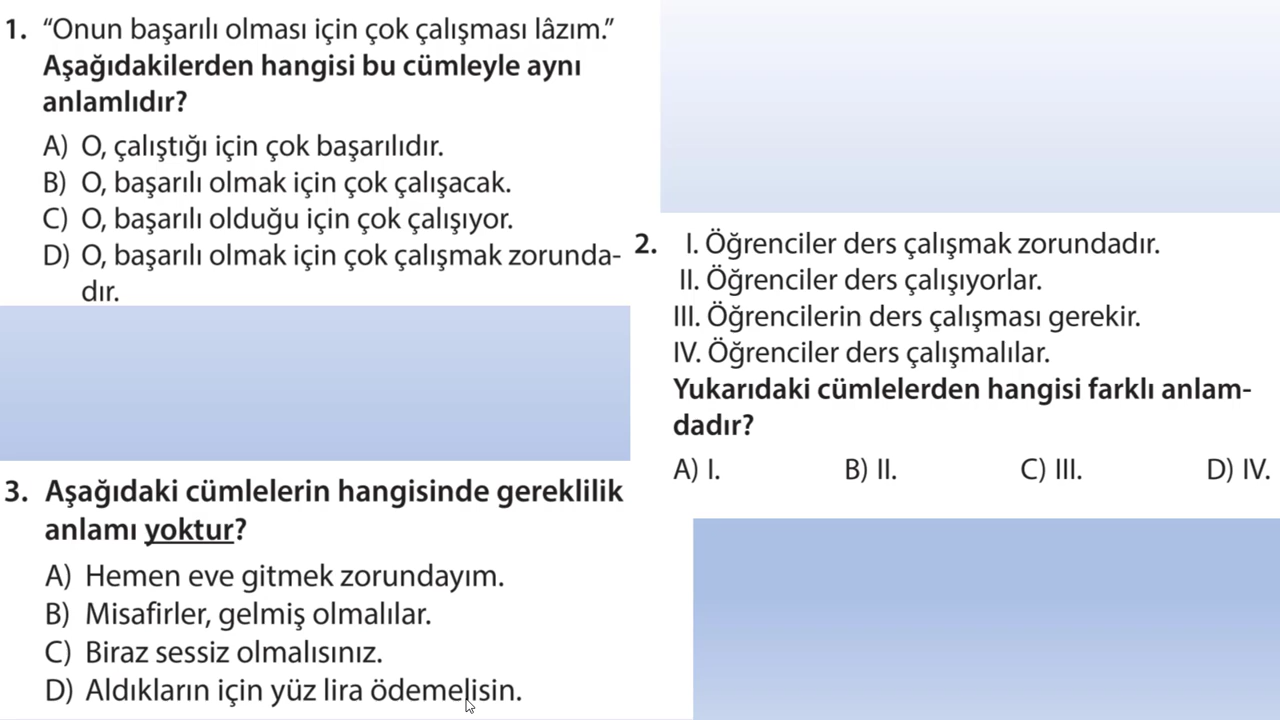 1. “Onun başarılı olması için çok çalışması lâzım.”
Aşağıdakilerden hangisi bu cümleyle aynı
anlamlıdır?
A) O, çalıştığı için çok başarılıdır.
B) O, başarılı olmak için çok çalışacak.
C) O, başarılı olduğu için çok çalışıyor.
D) O, başarılı olmak için çok çalışmak zorunda-
dır.
2. I. Öğrenciler ders çalışmak zorundadır.
II. Öğrenciler ders çalışıyorlar.
III. Öğrencilerin ders çalışması gerekir.
IV. Öğrenciler ders çalışmalılar.
Yukarıdaki cümlelerden hangisi farklı anlam-
dadır?
A) I. B) II. C) III. D) IV.
3. Aşağıdaki cümlelerin hangisinde gereklilik
anlamı yoktur?
A) Hemen eve gitmek zorundayım.
B) Misafirler, gelmiş olmalılar.
C) Biraz sessiz olmalısınız.
D) Aldıkların için yüz lira ödemelisin.